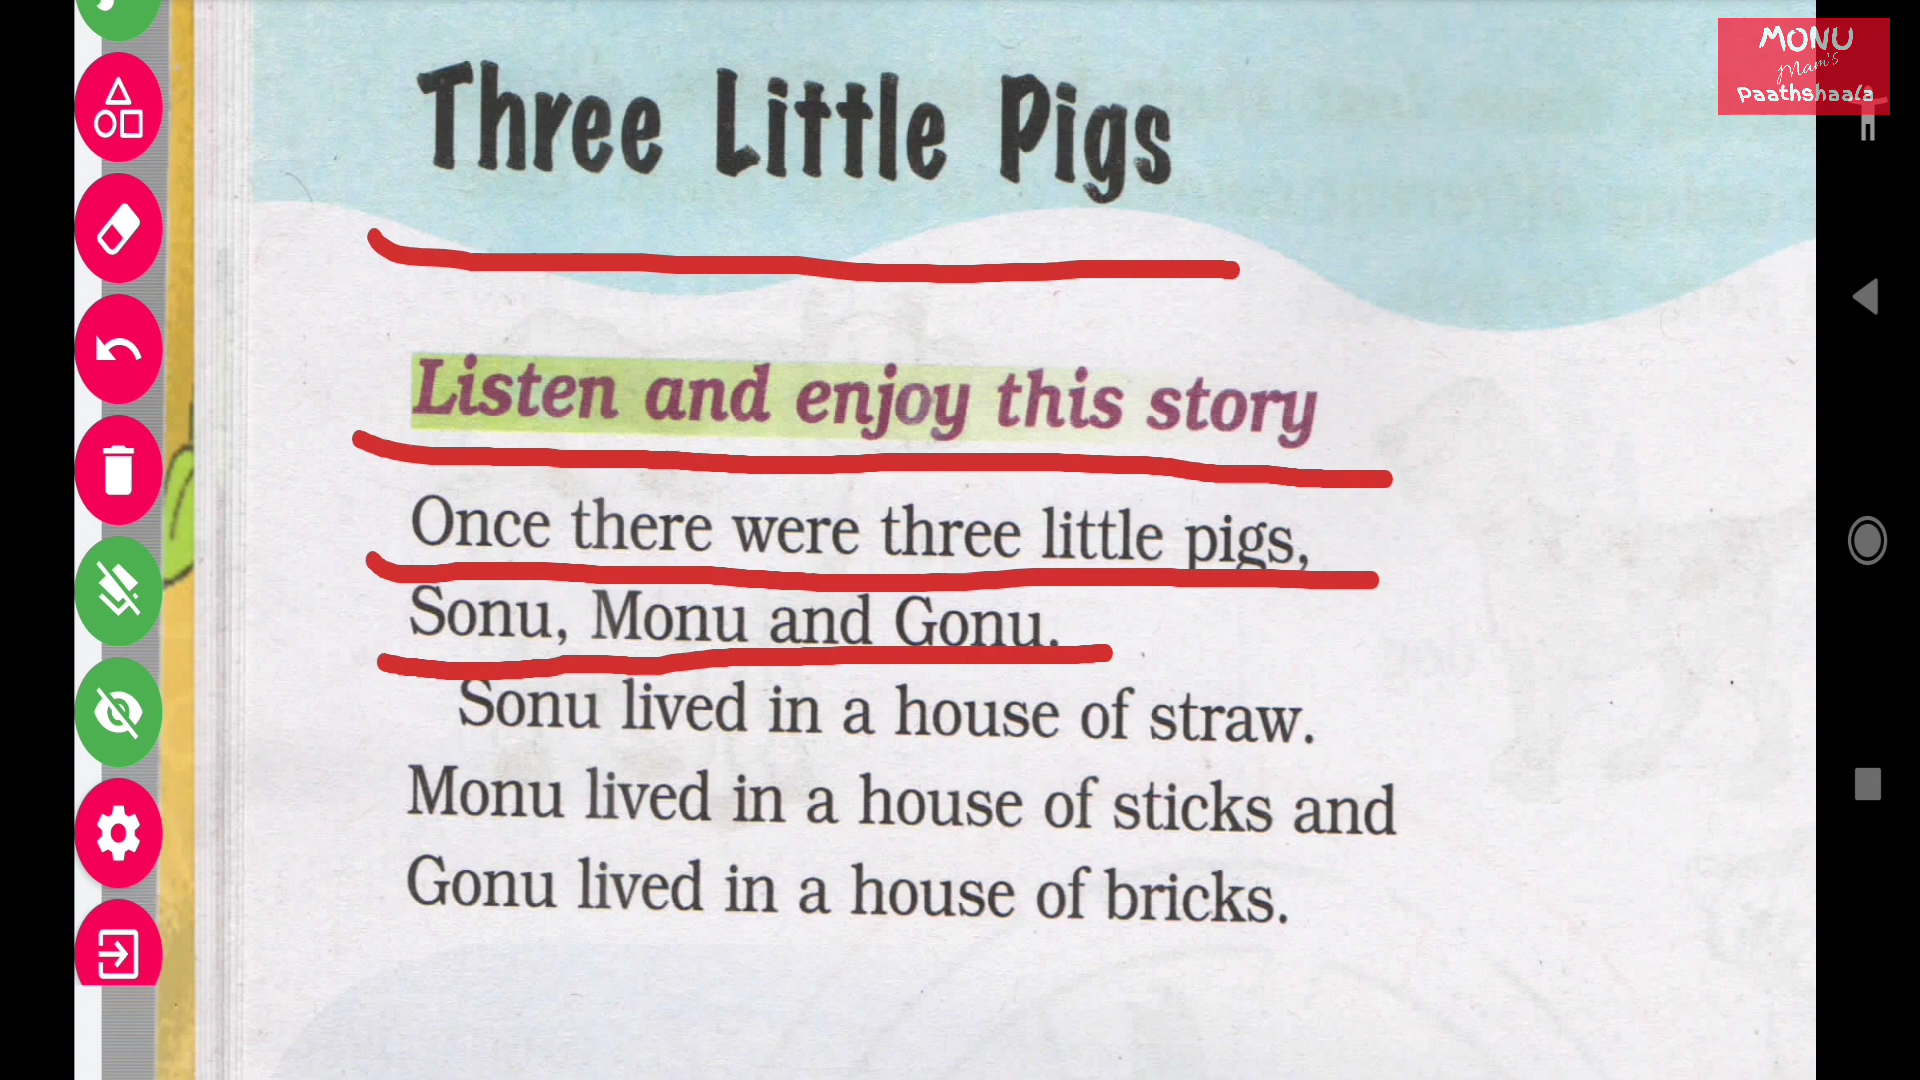 MONU
Mam's
Paathshaala
Three Little Pigs
Listen and enjoy this story
Once there were three little pigs,
Sonu, Monu and Gonu.
Sonu lived in a house of straw.
Monu lived in a house of sticks and
Gonu lived in a house of bricks.